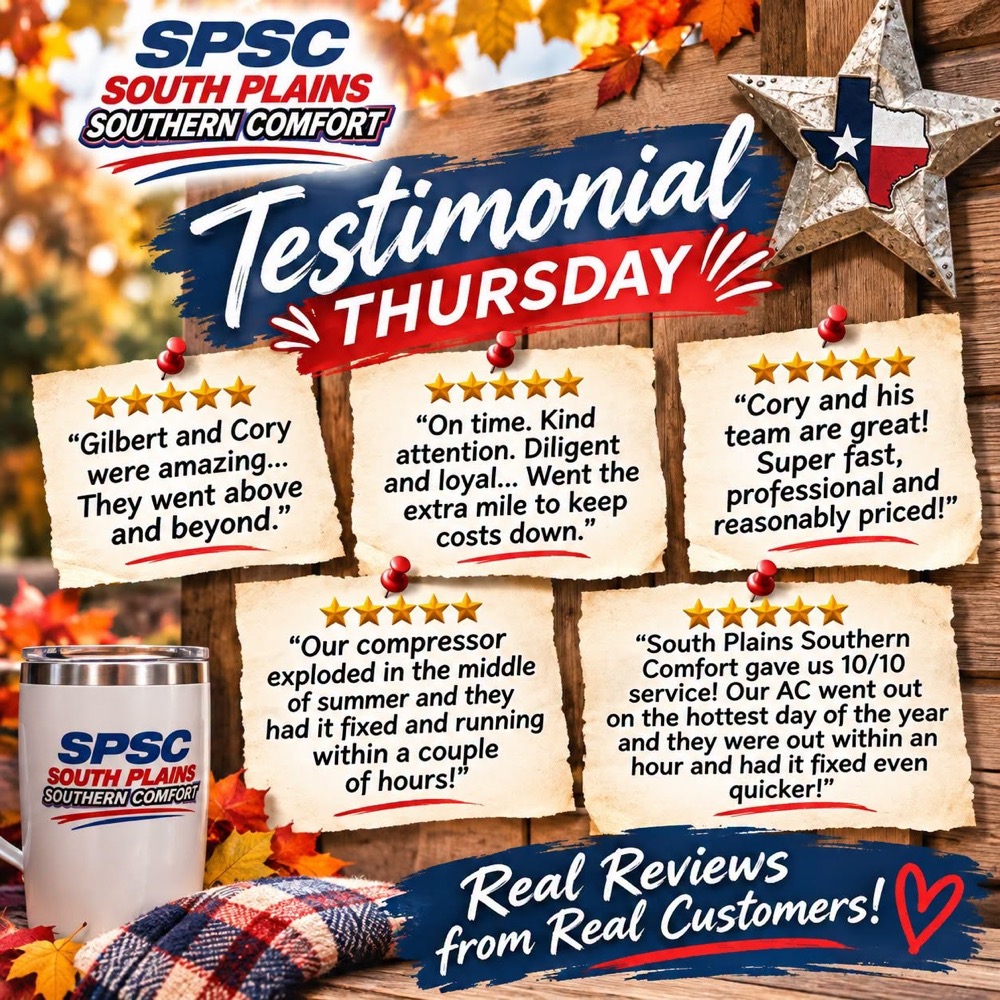 SPSC
SOUTH PLAINS
SOUTHERN COMFORT
Testimonial
THURSDAY
“Gilbert and Cory
were amazing...
They went above
and beyond.”
“On time. Kind
attention. Diligent
and loyal... Went the
extra mile to keep
costs down.”
“Cory and his
team are great!
Super fast,
professional and
reasonably priced!”
“Our compressor
exploded in the middle
of summer and they
had it fixed and running
within a couple
of hours!”
“South Plains Southern
Comfort gave us 10/10
service! Our AC went out
on the hottest day of the year
and they were out within an
hour and had it fixed even
quicker!”
SPSC
SOUTH PLAINS
SOUTHERN COMFORT
Real Reviews
from Real Customers!